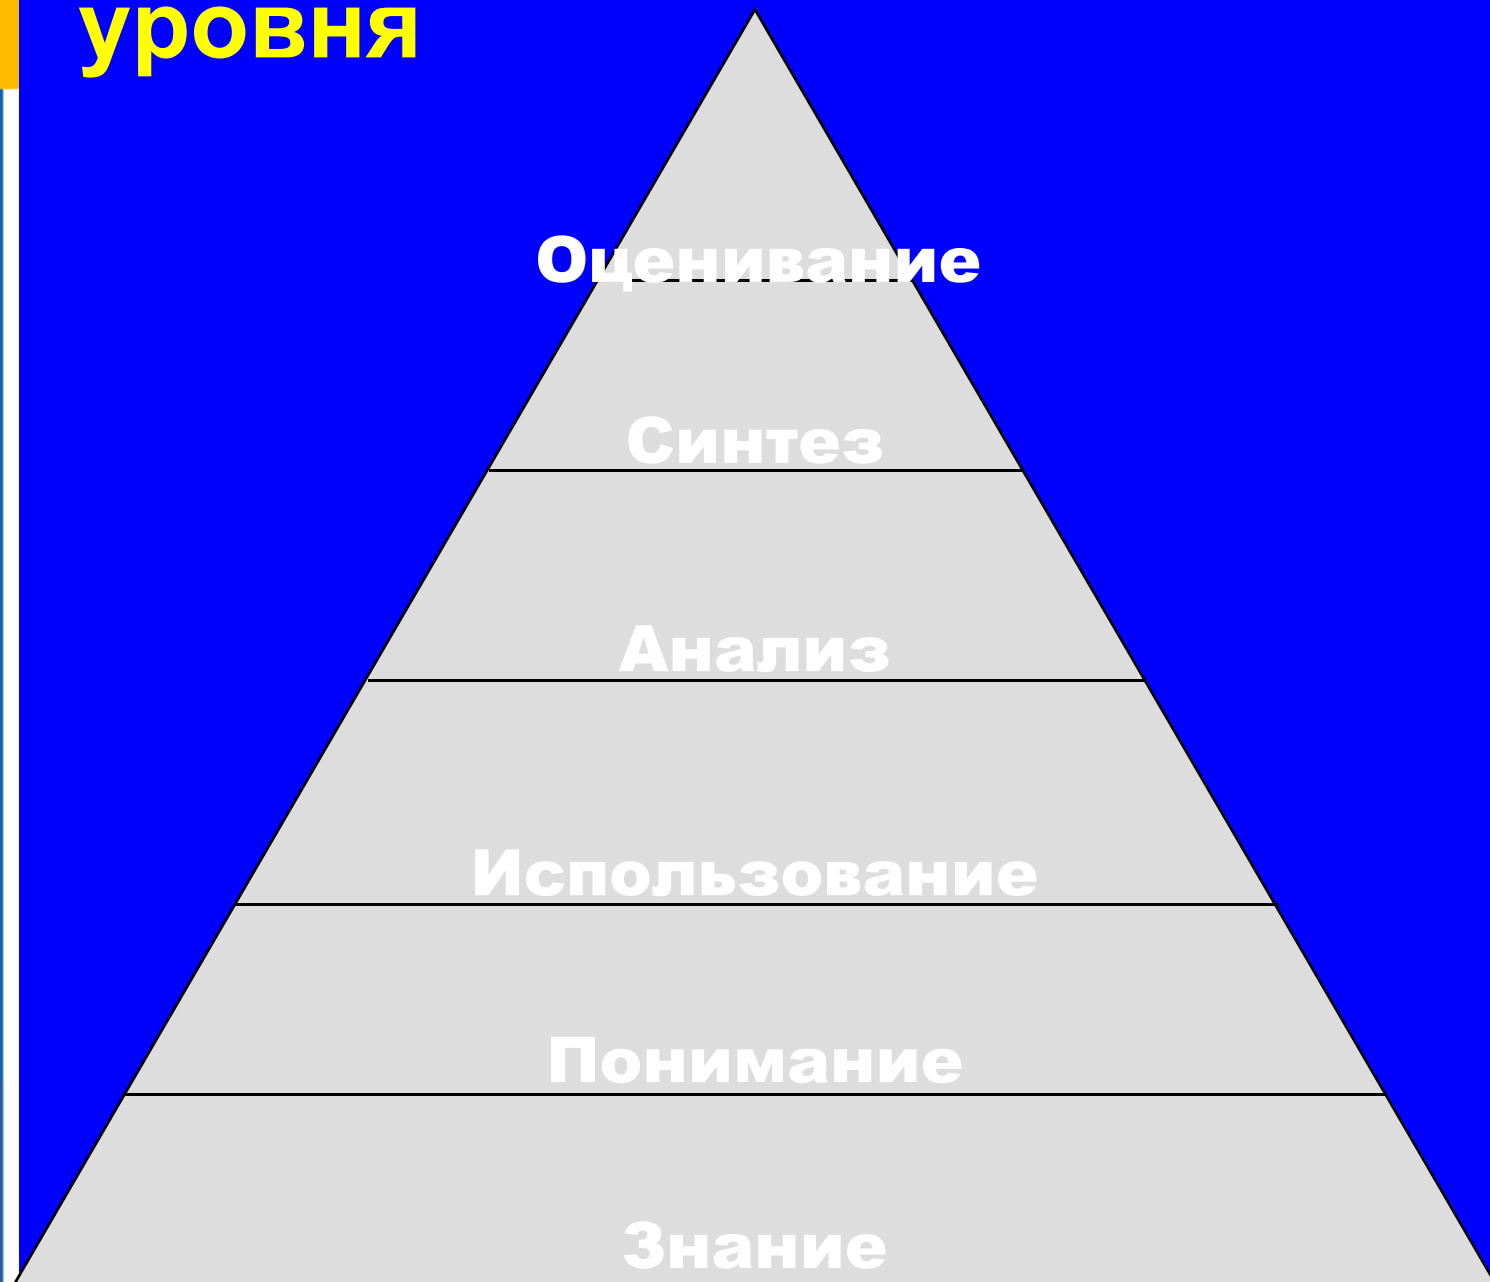 уровня
Оценивание
Синтез
Анализ
Использование
Понимание
Знание